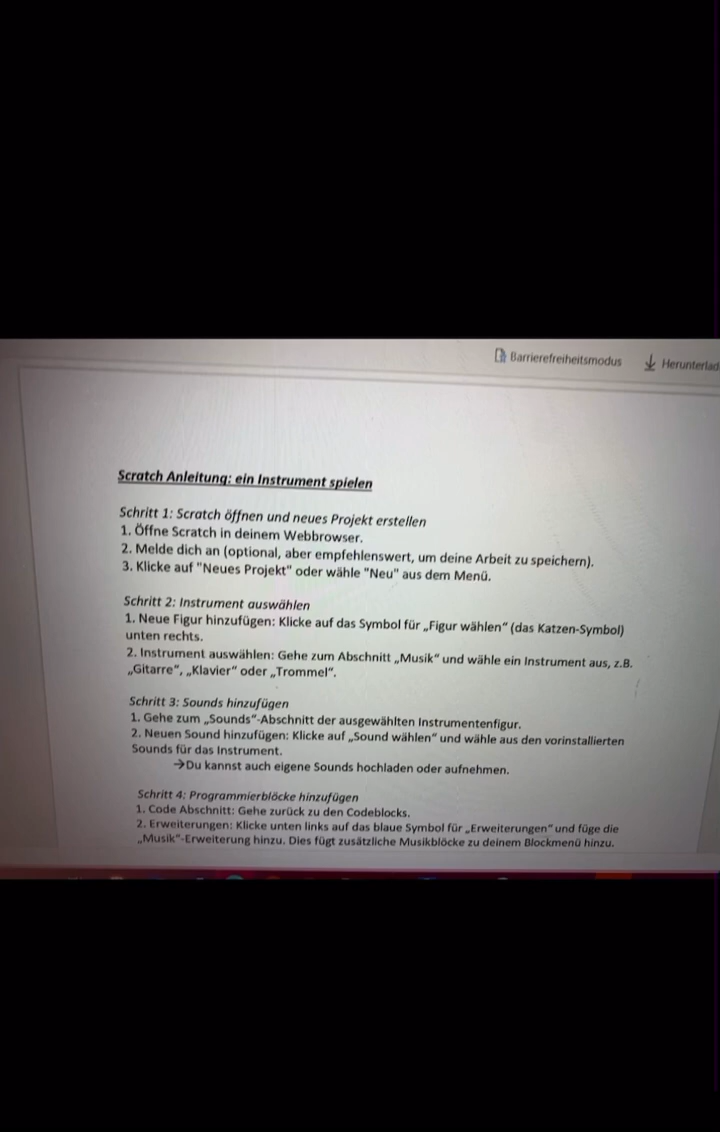 Barrierefreiheitsmodus
Herunterlad
Scratch Anleitung: ein Instrument spielen
Schritt 1: Scratch öffnen und neues Projekt erstellen
1. Öffne Scratch in deinem Webbrowser.
2. Melde dich an (optional, aber empfehlenswert, um deine Arbeit zu speichern).
3. Klicke auf "Neues Projekt" oder wähle "Neu" aus dem Menü.
Schritt 2: Instrument auswählen
1. Neue Figur hinzufügen: Klicke auf das Symbol für „Figur wählen“ (das Katzen-Symbol)
unten rechts.
2. Instrument auswählen: Gehe zum Abschnitt „Musik“ und wähle ein Instrument aus, z.B.
„Gitarre“, „Klavier“ oder „Trommel“.
Schritt 3: Sounds hinzufügen
1. Gehe zum „Sounds“-Abschnitt der ausgewählten Instrumentenfigur.
2. Neuen Sound hinzufügen: Klicke auf „Sound wählen“ und wähle aus den vorinstallierten
Sounds für das Instrument.
→Du kannst auch eigene Sounds hochladen oder aufnehmen.
Schritt 4: Programmierblöcke hinzufügen
1. Code Abschnitt: Gehe zurück zu den Codeblocks.
2. Erweiterungen: Klicke unten links auf das blaue Symbol für „Erweiterungen“ und füge die
„Musik“-Erweiterung hinzu. Dies fügt zusätzliche Musikblöcke zu deinem Blockmenü hinzu.